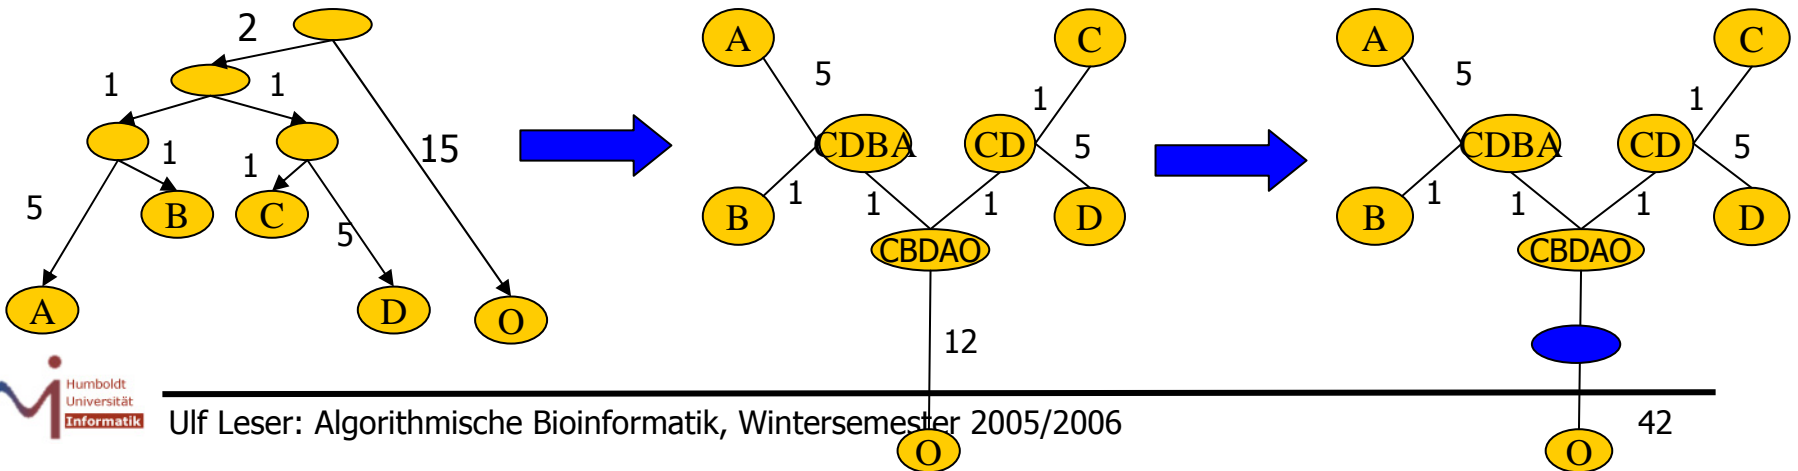 2
1
1
1
1
15
5
5
B
C
A
D
O
A
C
5
1
CDBA
CD
5
1
B
1
1
D
CBDAO
12
O
A
C
5
1
CDBA
CD
5
1
B
1
1
D
CBDAO
O
Humboldt
Universität
Informatik
Ulf Leser: Algorithmische Bioinformatik, Wintersemester 2005/2006
42